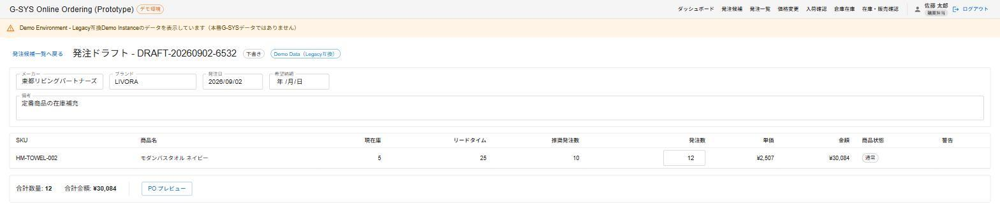 G-SYS Online Ordering (Prototype) デモ環境 ダッシュボード 発注候補 発注一覧 価格変更 入荷確認 倉庫在庫 在庫・販売確認 佐藤 太郎 購買担当 ログアウト
Demo Environment - Legacy互換Demo Instanceのデータを表示しています（本番G-SYSデータではありません）
発注候補一覧へ戻る 発注ドラフト - DRAFT-20260902-6532 下書き Demo Data（Legacy互換）
メーカー ブランド 発注日 希望納期
東都リビングパートナーズ LIVORA 2026/09/02 年 /月/日
備考
定番商品の在庫補充
SKU 商品名 現在庫 リードタイム 推奨発注数 発注数 単価 金額 商品状態 警告
HM-TOWEL-002 モダンバスタオル ネイビー 5 25 10 12 ¥2,507 ¥30,084 通常
合計数量: 12 合計金額: ¥30,084 PO プレビュー